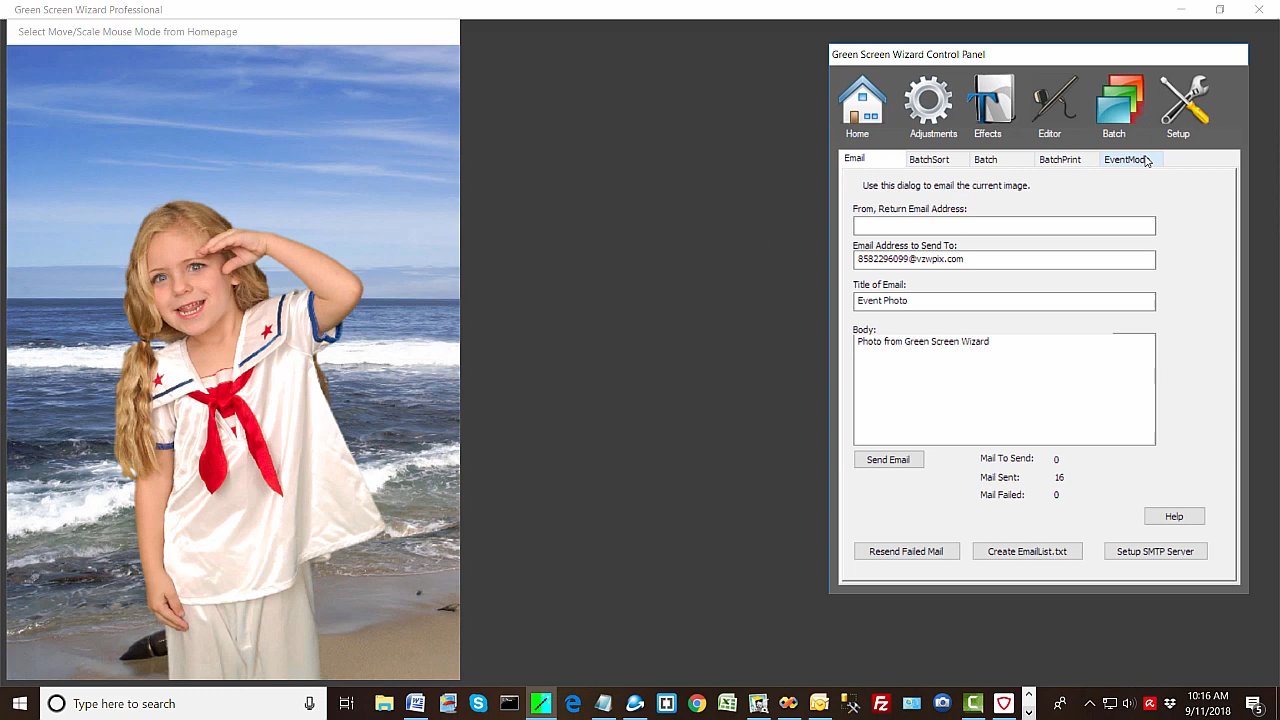 Green Screen Wizard Professional
Select Move/Scale Mouse Mode from Homepage
Green Screen Wizard Control Panel
Home Adjustments Effects Editor Batch Setup
Email BatchSort Batch BatchPrint EventMod
Use this dialog to email the current image.
From, Return Email Address:
Email Address to Send To:
8582296099@vzwpix.com
Title of Email:
Event Photo
Body:
Photo from Green Screen Wizard
Send Email
Mail To Send: 0
Mail Sent: 16
Mail Failed: 0
Help
Resend Failed Mail Create EmailList.txt Setup SMTP Server
Type here to search
10:16 AM
9/11/2018